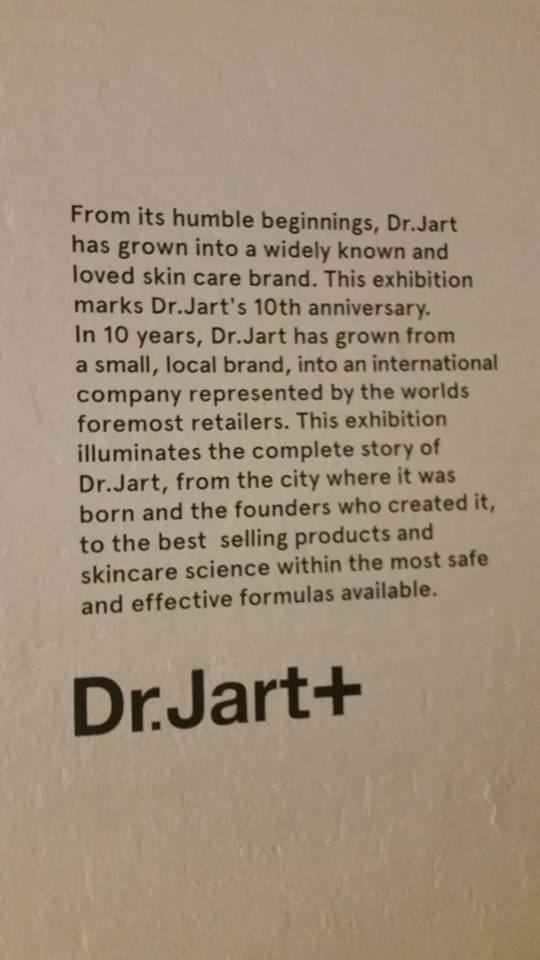 From its humble beginnings, Dr.Jart
has grown into a widely known and
loved skin care brand. This exhibition
marks Dr.Jart's 10th anniversary.
In 10 years, Dr.Jart has grown from
a small, local brand, into an international
company represented by the worlds
foremost retailers. This exhibition
illuminates the complete story of
Dr.Jart, from the city where it was
born and the founders who created it,
to the best  selling products and
skincare science within the most safe
and effective formulas available.
Dr.Jart+